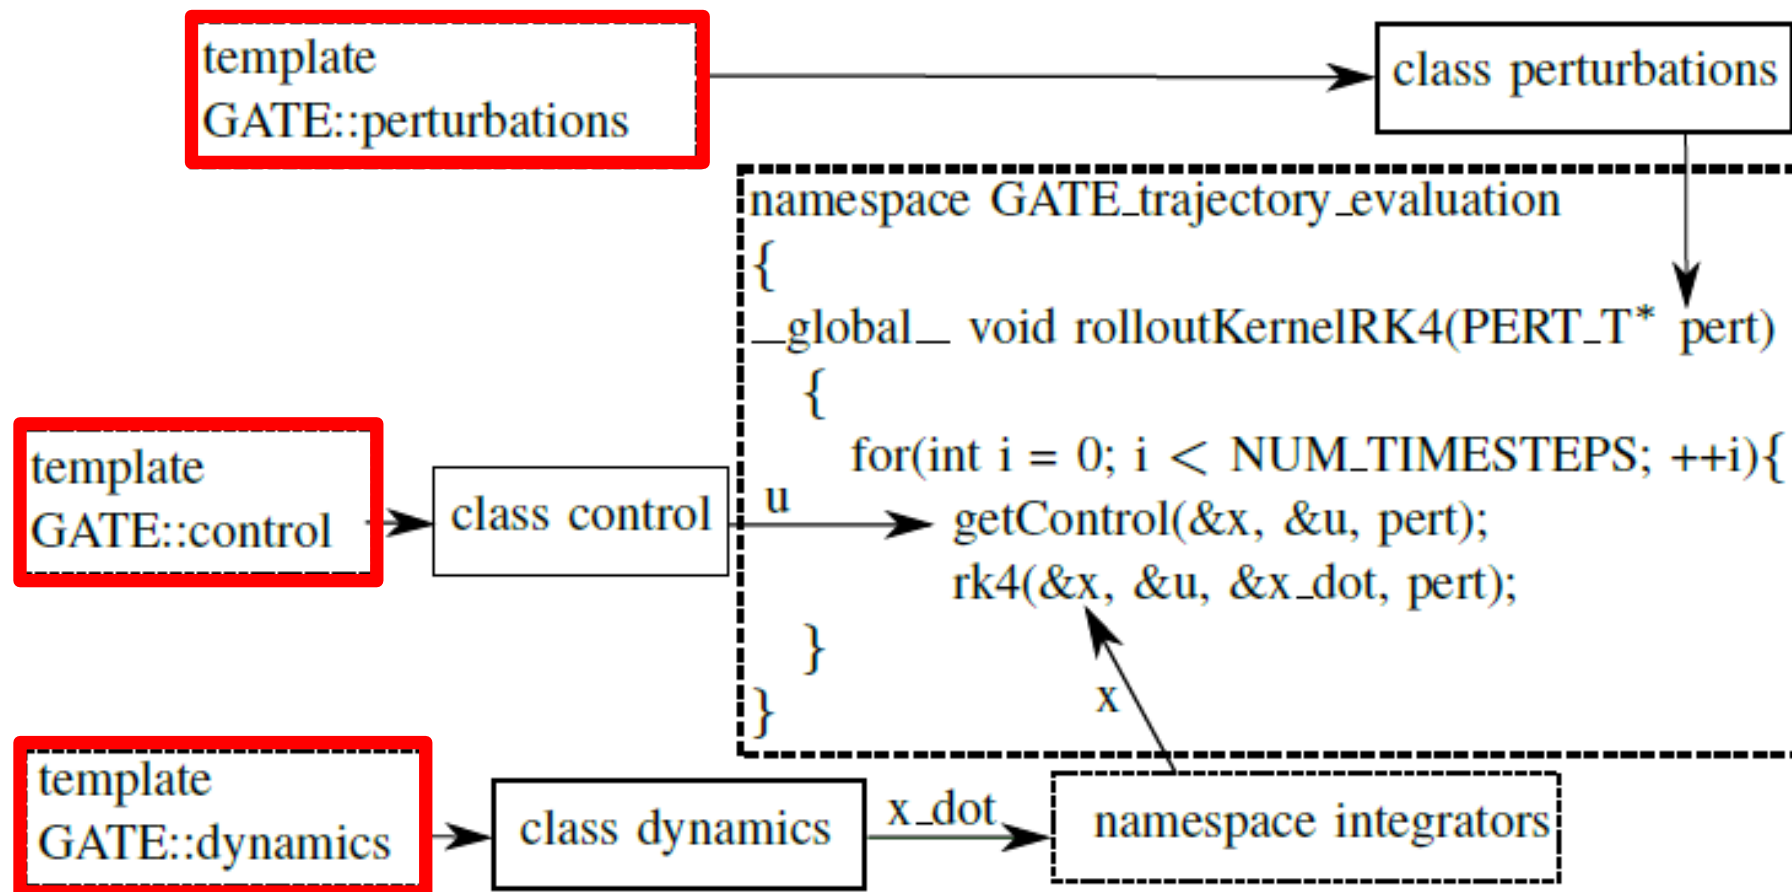 template
GATE::perturbations
class perturbations
namespace GATE_trajectory_evaluation
{
__global__ void rolloutKernelRK4(PERT_T* pert)
{
for(int i = 0; i < NUM_TIMESTEPS; ++i){
template
GATE::control
class control
u
getControl(&x, &u, pert);
rk4(&x, &u, &x_dot, pert);
}
x
}
template
GATE::dynamics
class dynamics
x_dot
namespace integrators